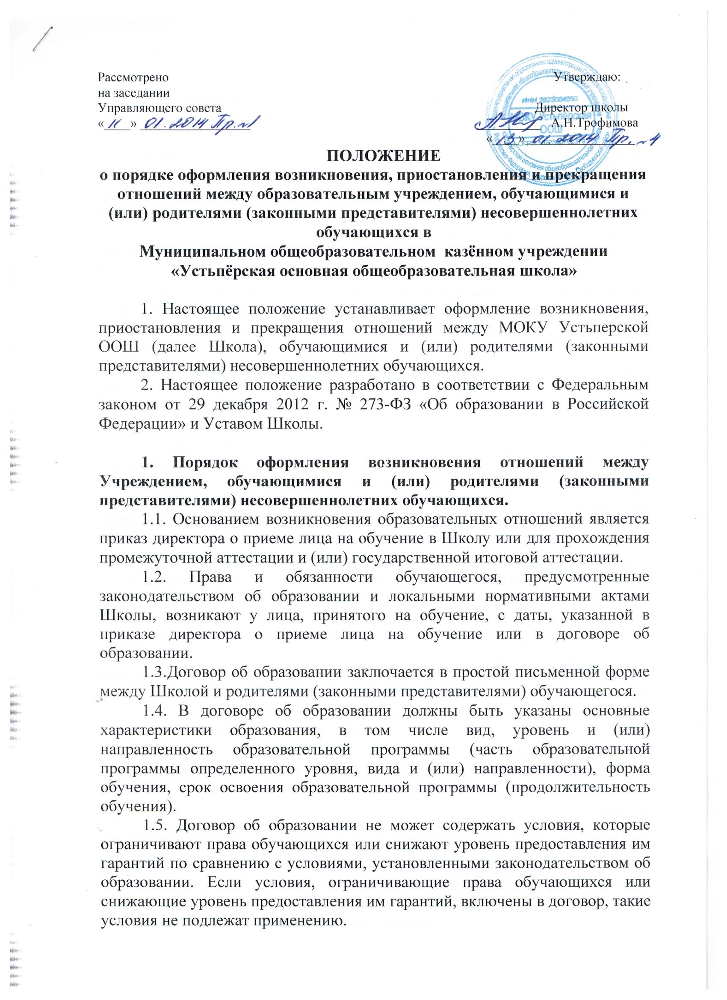 Рассмотрено
на заседании
Управляющего совета
« 11 » 01.2014 Пр.№1
Утверждаю:
Директор школы
А.Н.Трофимова
« 13 » 01.2014 Пр. №4
ИНН 2823004050
МОКУ Устьпёрская
ООШ
ПОЛОЖЕНИЕ
о порядке оформления возникновения, приостановления и прекращения
отношений между образовательным учреждением, обучающимися и
(или) родителями (законными представителями) несовершеннолетних
обучающихся в
Муниципальном общеобразовательном казённом учреждении
«Устьпёрская основная общеобразовательная школа»
1. Настоящее положение устанавливает оформление возникновения,
приостановления и прекращения отношений между МОКУ Устьперской
ООШ (далее Школа), обучающимися и (или) родителями (законными
представителями) несовершеннолетних обучающихся.
2. Настоящее положение разработано в соответствии с Федеральным
законом от 29 декабря 2012 г. № 273-ФЗ «Об образовании в Российской
Федерации» и Уставом Школы.
1. Порядок оформления возникновения отношений между
Учреждением, обучающимися и (или) родителями (законными
представителями) несовершеннолетних обучающихся.
1.1. Основанием возникновения образовательных отношений является
приказ директора о приеме лица на обучение в Школу или для прохождения
промежуточной аттестации и (или) государственной итоговой аттестации.
1.2. Права и обязанности обучающегося, предусмотренные
законодательством об образовании и локальными нормативными актами
Школы, возникают у лица, принятого на обучение, с даты, указанной в
приказе директора о приеме лица на обучение или в договоре об
образовании.
1.3.Договор об образовании заключается в простой письменной форме
между Школой и родителями (законными представителями) обучающегося.
1.4. В договоре об образовании должны быть указаны основные
характеристики образования, в том числе вид, уровень и (или)
направленность образовательной программы (часть образовательной
программы определенного уровня, вида и (или) направленности), форма
обучения, срок освоения образовательной программы (продолжительность
обучения).
1.5. Договор об образовании не может содержать условия, которые
ограничивают права обучающихся или снижают уровень предоставления им
гарантий по сравнению с условиями, установленными законодательством об
образовании. Если условия, ограничивающие права обучающихся или
снижающие уровень предоставления им гарантий, включены в договор, такие
условия не подлежат применению.